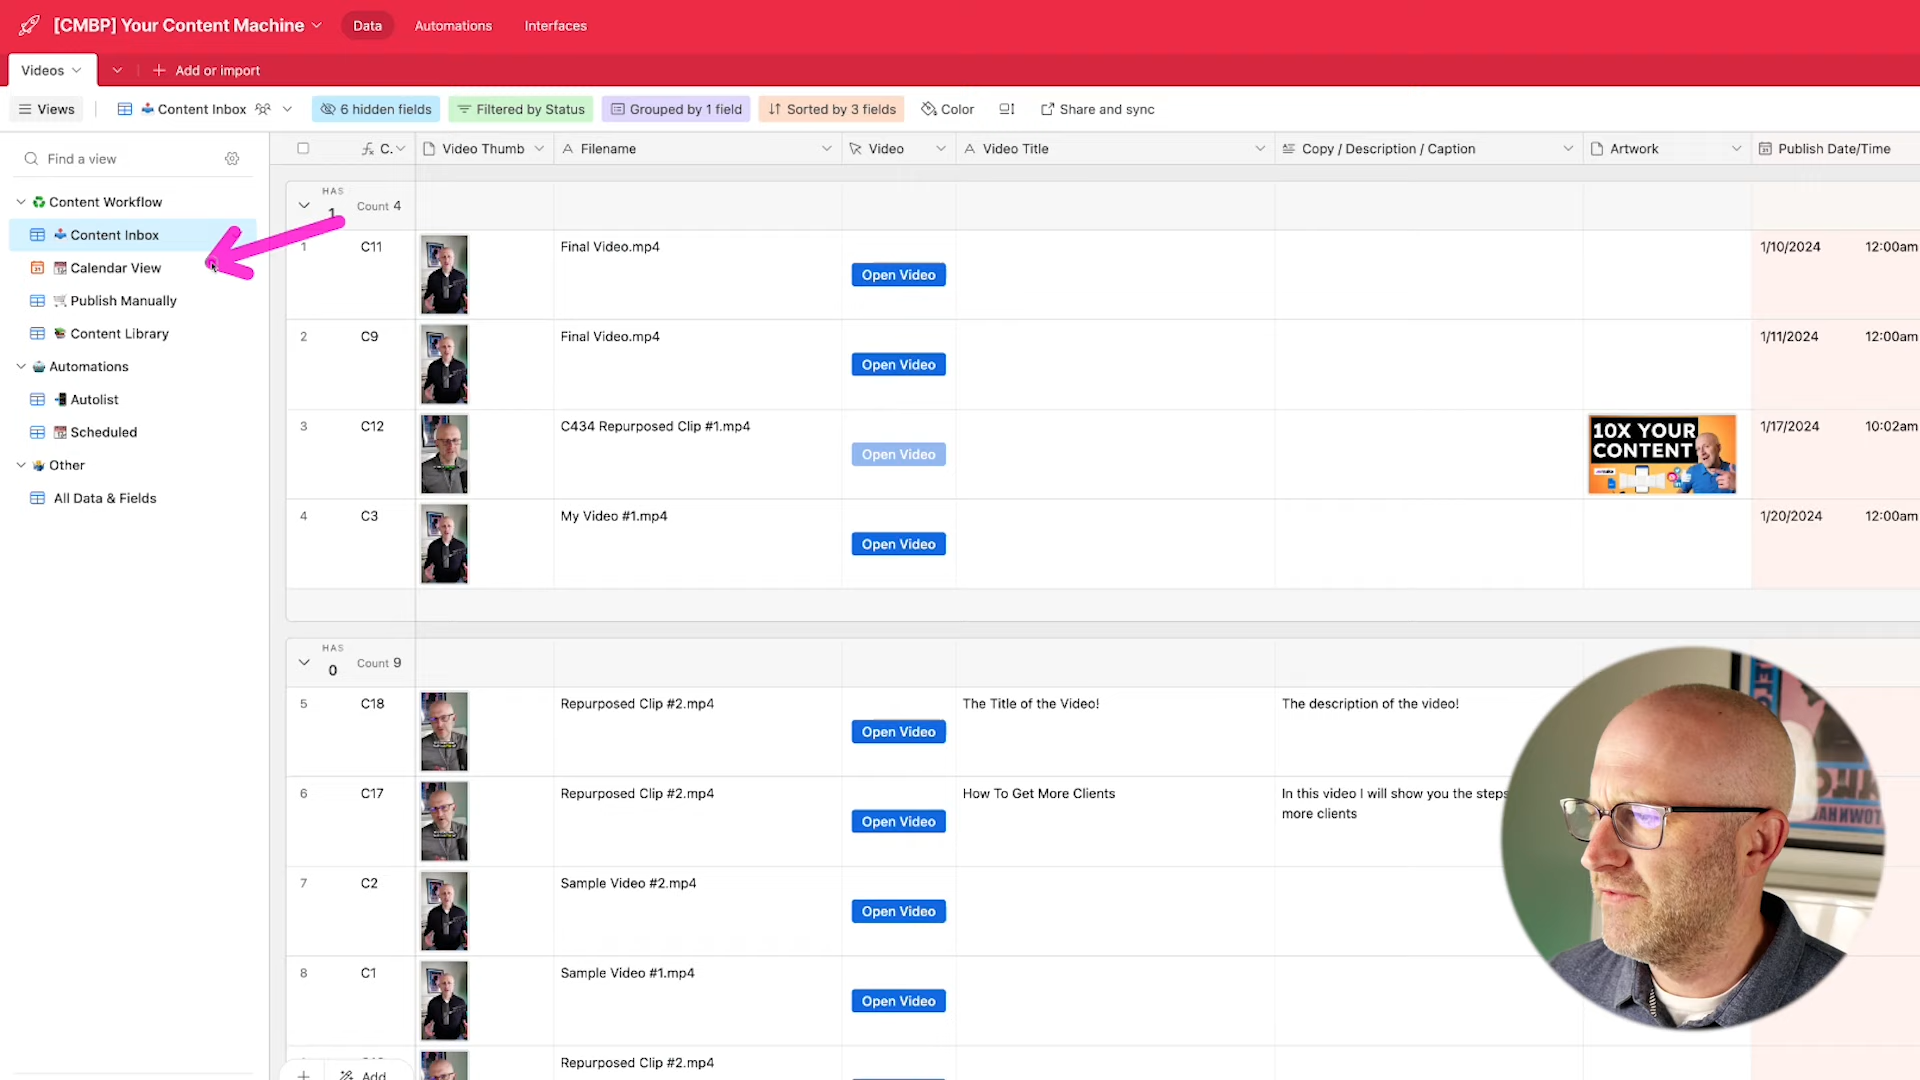 [CMBP] Your Content Machine Data Automations Interfaces
Videos Add or import
Views Content Inbox 6 hidden fields Filtered by Status Grouped by 1 field Sorted by 3 fields Color Share and sync
Find a view
C. Video Thumb Filename Video Video Title Copy / Description / Caption Artwork Publish Date/Time
Content Workflow
Content Inbox
Calendar View
Publish Manually
Content Library
Automations
Autolist
Scheduled
Other
All Data & Fields
HAS
1 Count 4
1 C11 Final Video.mp4 Open Video 1/10/2024 12:00am
2 C9 Final Video.mp4 Open Video 1/11/2024 12:00am
3 C12 C434 Repurposed Clip #1.mp4 Open Video 1/17/2024 10:02am
10X YOUR
CONTENT
4 C3 My Video #1.mp4 Open Video 1/20/2024 12:00am
HAS
0 Count 9
5 C18 Repurposed Clip #2.mp4 Open Video The Title of the Video! The description of the video!
6 C17 Repurposed Clip #2.mp4 Open Video How To Get More Clients In this video I will show you the steps
more clients
7 C2 Sample Video #2.mp4 Open Video
8 C1 Sample Video #1.mp4 Open Video
Repurposed Clip #2.mp4
Add